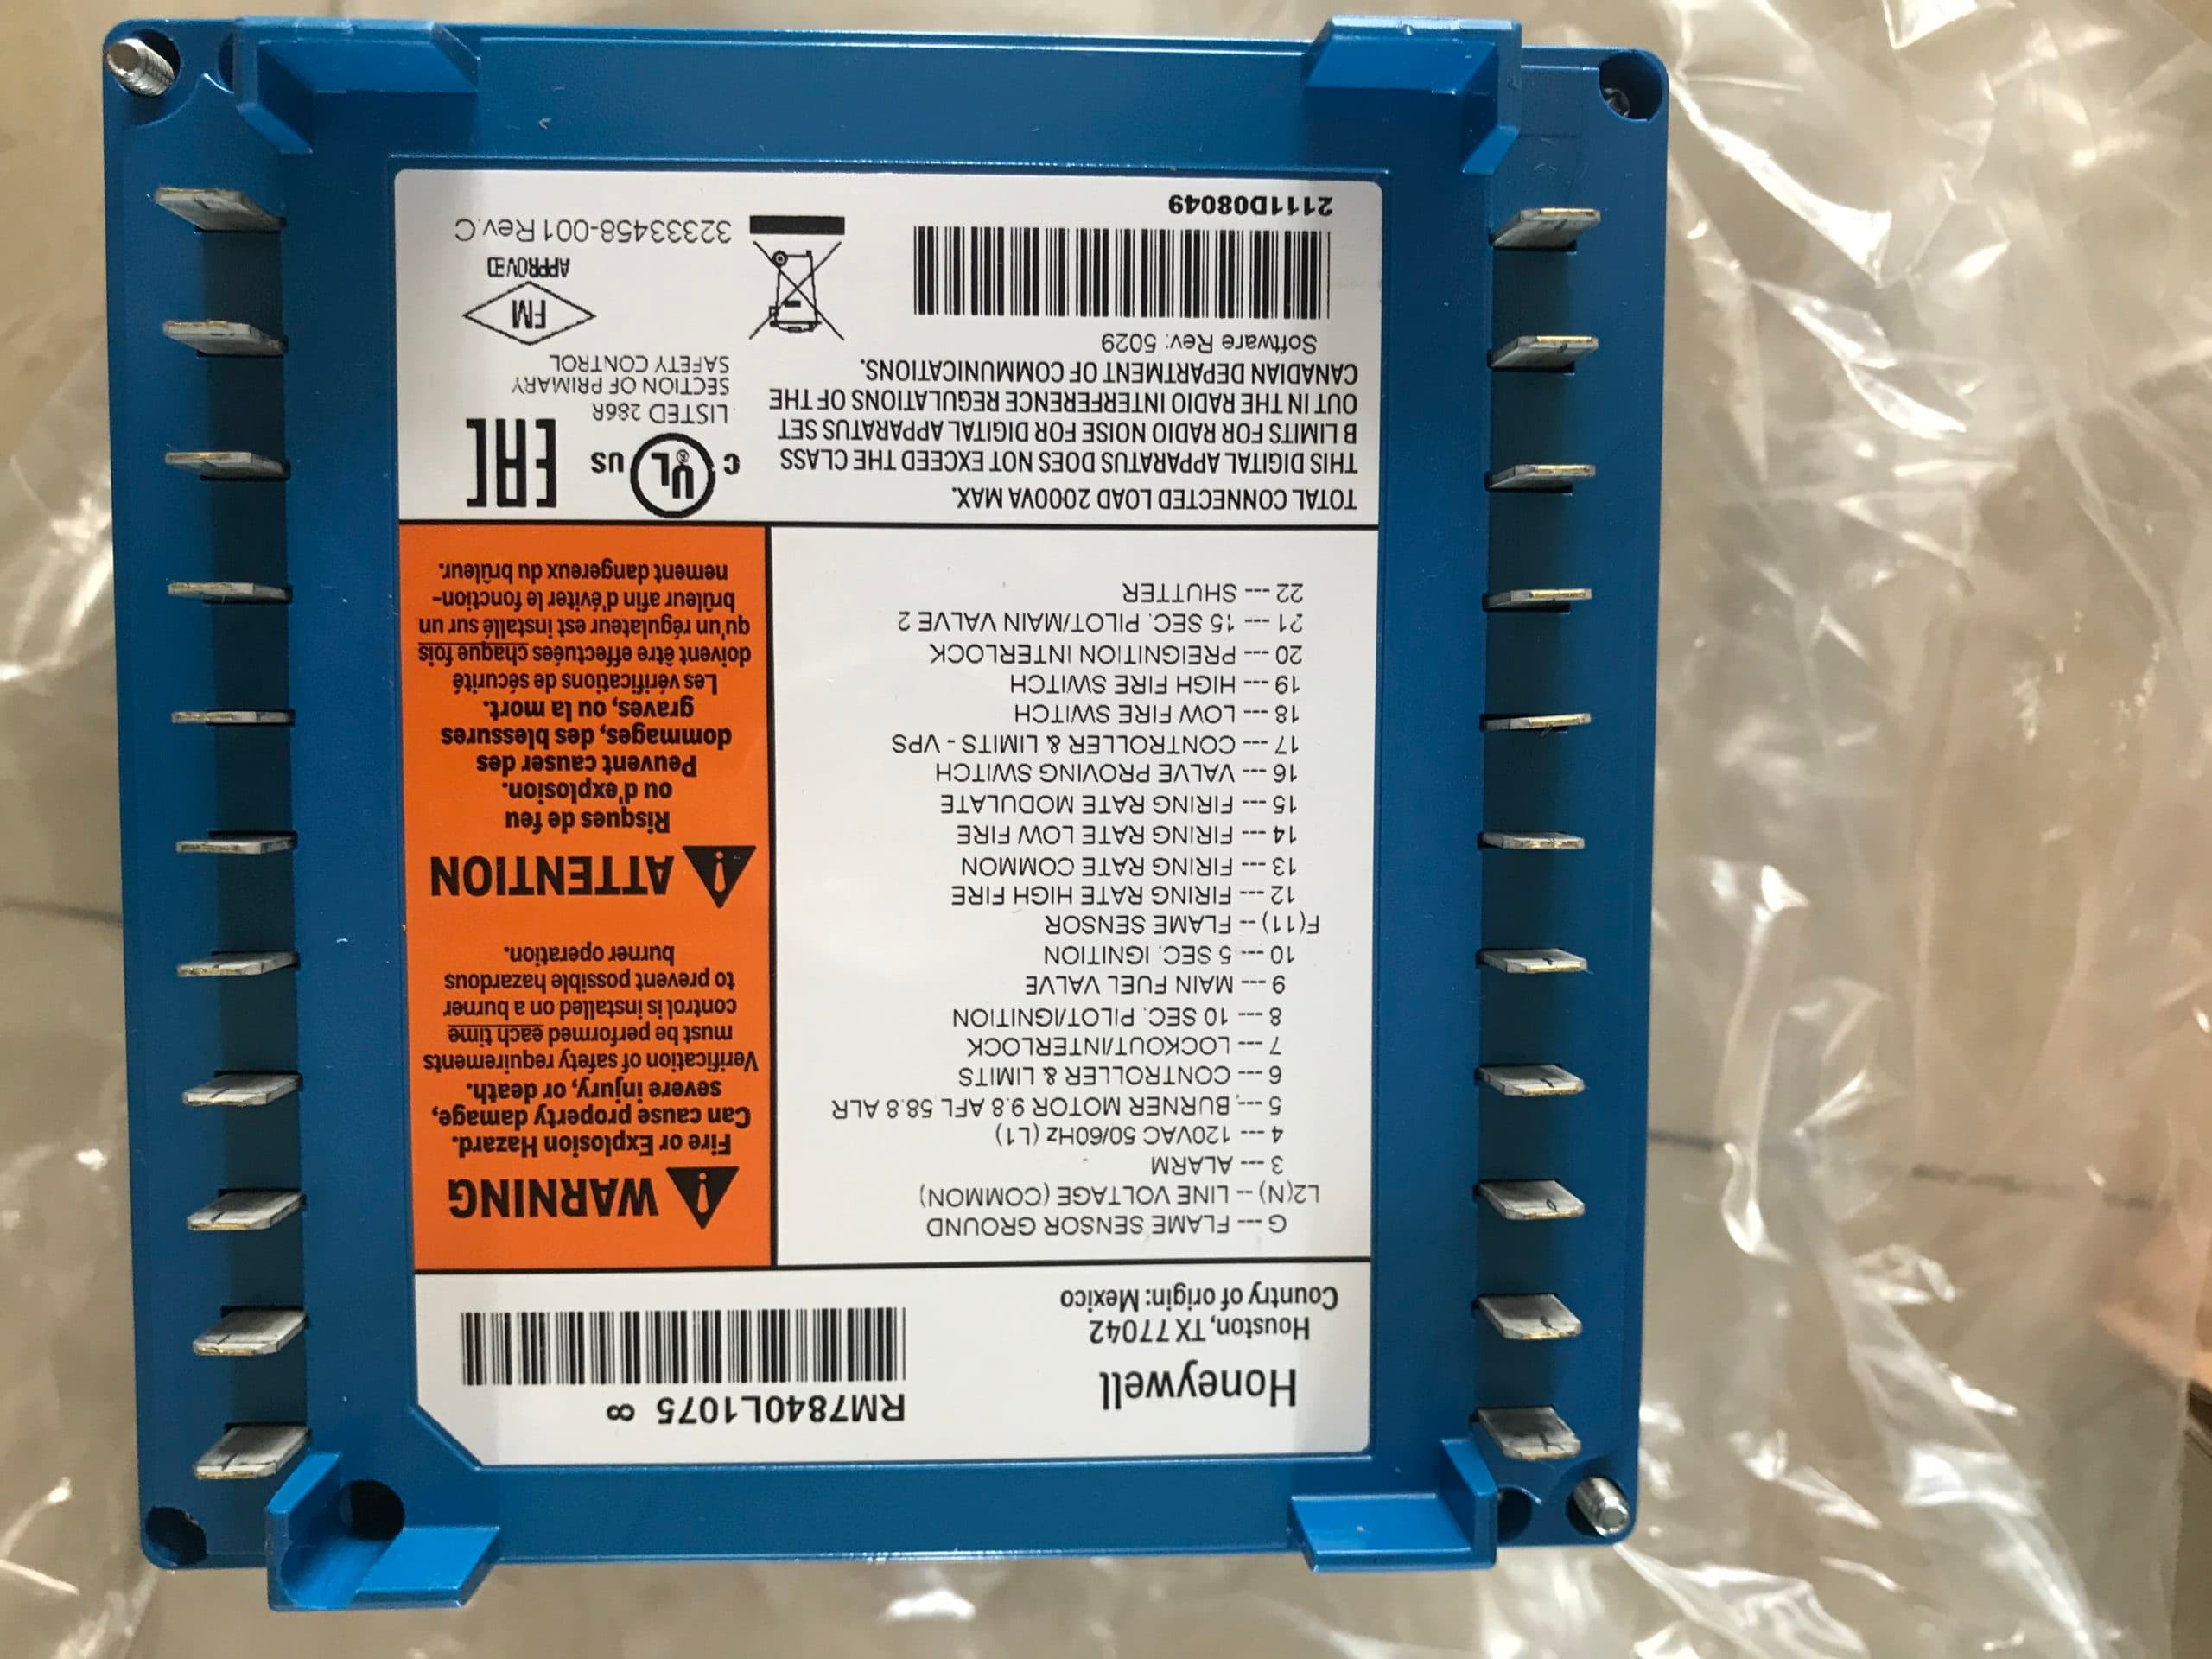 Honeywell
Houston, TX 77042
Country of origin: Mexico
RM7840L1075 ∞
G --- FLAME SENSOR GROUND
L2(N) -- LINE VOLTAGE (COMMON)
3 --- ALARM
4 --- 120VAC 50/60Hz (L1)
5 --- BURNER MOTOR 9.8 AFL 58.8 ALR
6 --- CONTROLLER & LIMITS
7 --- LOCKOUT/INTERLOCK
8 --- 10 SEC. PILOT/IGNITION
9 --- MAIN FUEL VALVE
10 --- 5 SEC. IGNITION
F(11) -- FLAME SENSOR
12 --- FIRING RATE HIGH FIRE
13 --- FIRING RATE COMMON
14 --- FIRING RATE LOW FIRE
15 --- FIRING RATE MODULATE
16 --- VALVE PROVING SWITCH
17 --- CONTROLLER & LIMITS - VPS
18 --- LOW FIRE SWITCH
19 --- HIGH FIRE SWITCH
20 --- PREIGNITION INTERLOCK
21 --- 15 SEC. PILOT/MAIN VALVE 2
22 --- SHUTTER
WARNING
Fire or Explosion Hazard.
Can cause property damage,
severe injury, or death.
Verification of safety requirements
must be performed each time
control is installed on a burner
to prevent possible hazardous
burner operation.
ATTENTION
Risques de feu
ou d'explosion.
Peuvent causer des
dommages, des blessures
graves, ou la mort.
Les vérifications de sécurité
doivent être effectuées chaque fois
qu'un régulateur est installé sur un
brûleur afin d'éviter le fonction-
nement dangereux du brûleur.
TOTAL CONNECTED LOAD 2000VA MAX.
THIS DIGITAL APPARATUS DOES NOT EXCEED THE CLASS
B LIMITS FOR RADIO NOISE FOR DIGITAL APPARATUS SET
OUT IN THE RADIO INTERFERENCE REGULATIONS OF THE
CANADIAN DEPARTMENT OF COMMUNICATIONS.
Software Rev: 5029
2111D08049
C UL US EAC
LISTED 286R
SECTION OF PRIMARY
SAFETY CONTROL
FM
APPROVED
32333458-001 Rev.C